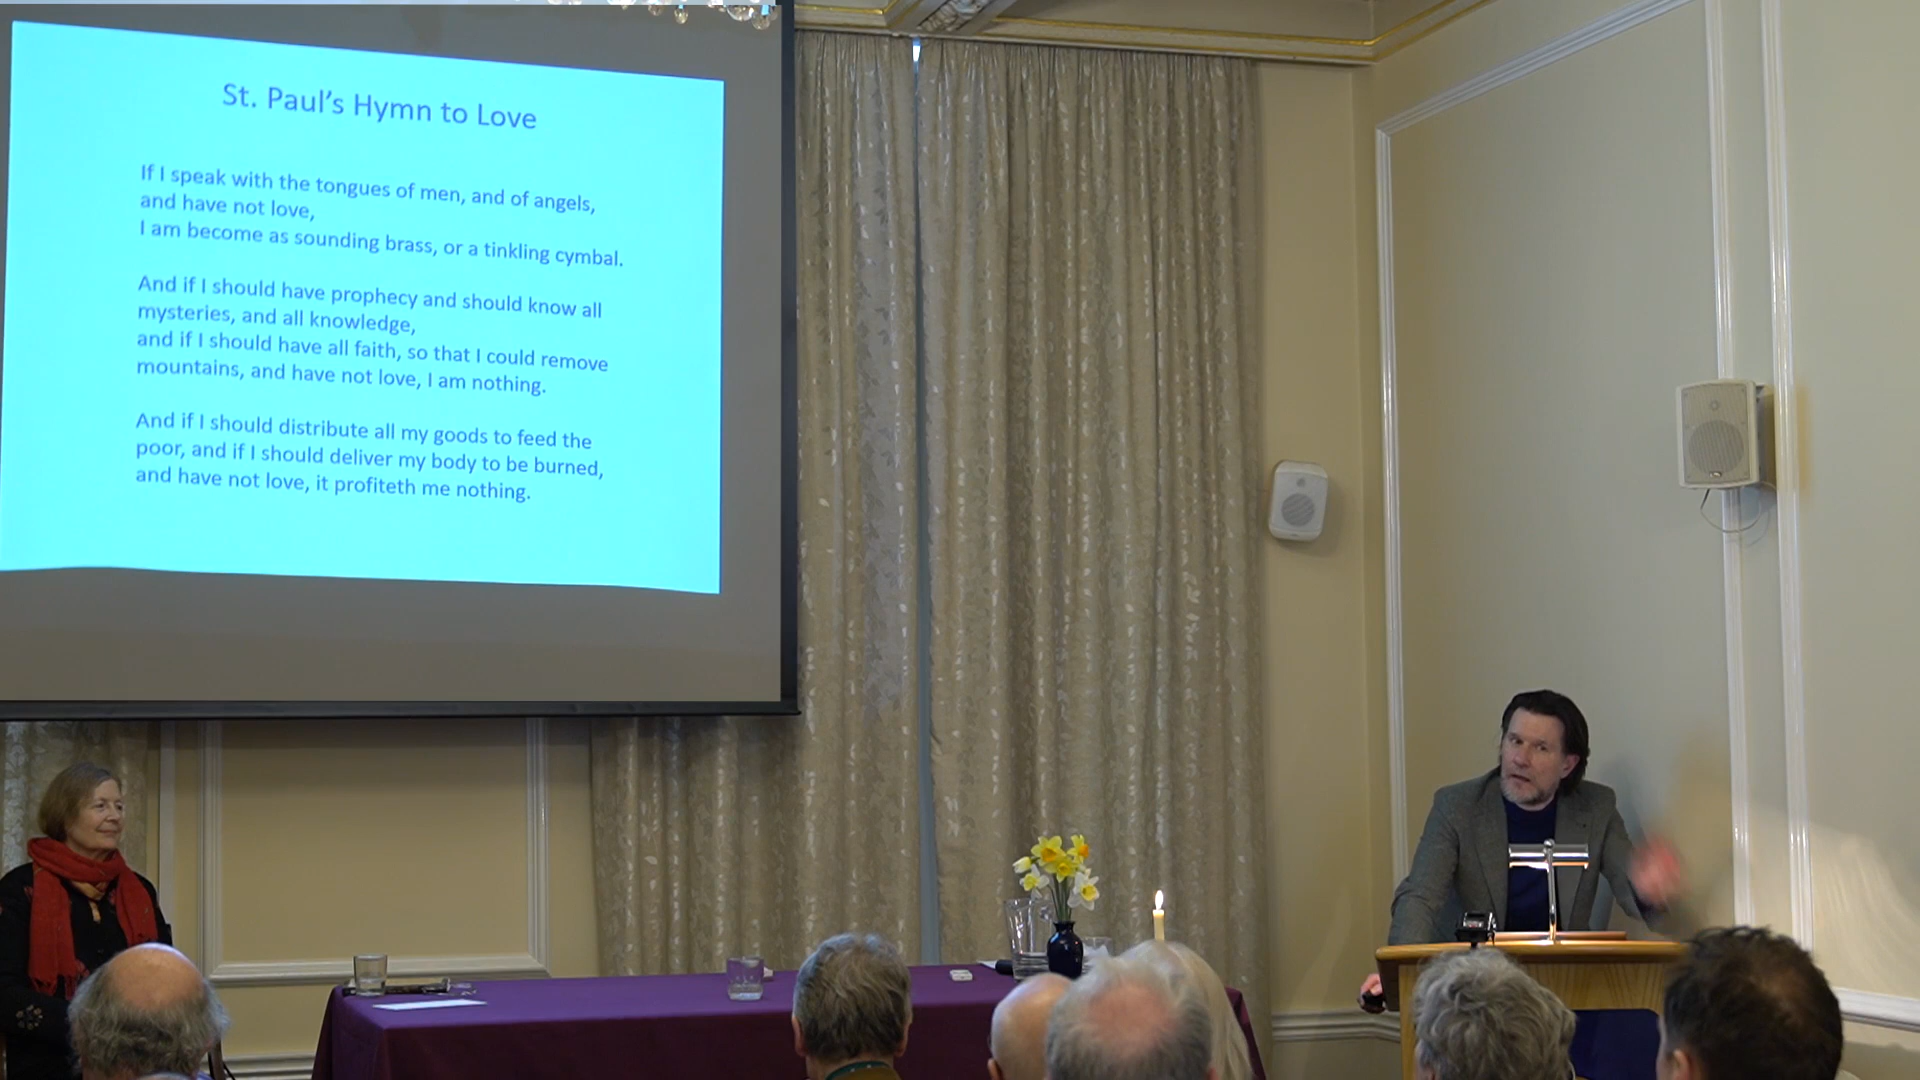 St. Paul's Hymn to Love
If I speak with the tongues of men, and of angels,
and have not love,
I am become as sounding brass, or a tinkling cymbal.
And if I should have prophecy and should know all
mysteries, and all knowledge,
and if I should have all faith, so that I could remove
mountains, and have not love, I am nothing.
And if I should distribute all my goods to feed the
poor, and if I should deliver my body to be burned,
and have not love, it profiteth me nothing.